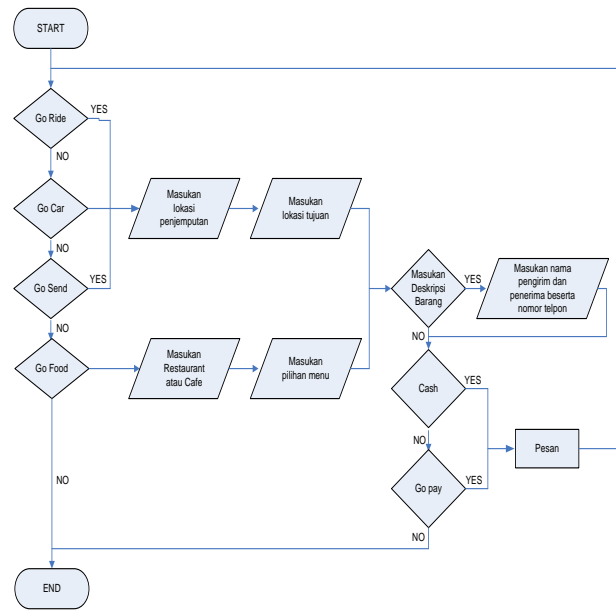 START
Go Ride
YES
NO
Go Car
Masukan
lokasi
penjemputan
Masukan
lokasi tujuan
NO
Go Send
YES
Masukan
Deskripsi
Barang
YES
Masukan nama
pengirim dan
penerima beserta
nomor telpon
NO
NO
Go Food
Masukan
Restaurant
atau Cafe
Masukan
pilihan menu
Cash
YES
NO
Pesan
NO
Go pay
YES
NO
END